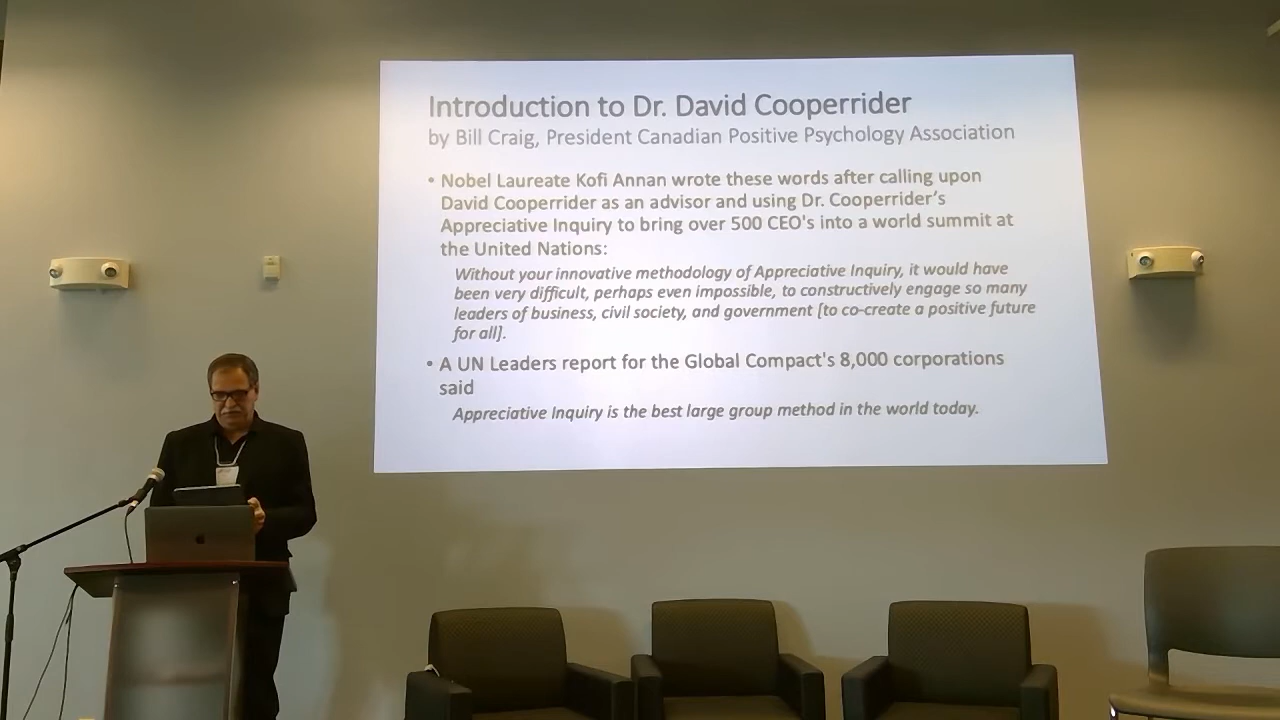 Introduction to Dr. David Cooperrider
by Bill Craig, President Canadian Positive Psychology Association
• Nobel Laureate Kofi Annan wrote these words after calling upon
David Cooperrider as an advisor and using Dr. Cooperrider's
Appreciative Inquiry to bring over 500 CEO's into a world summit at
the United Nations:
Without your innovative methodology of Appreciative Inquiry, it would have
been very difficult, perhaps even impossible, to constructively engage so many
leaders of business, civil society, and government [to co-create a positive future
for all].
• A UN Leaders report for the Global Compact's 8,000 corporations
said
Appreciative Inquiry is the best large group method in the world today.